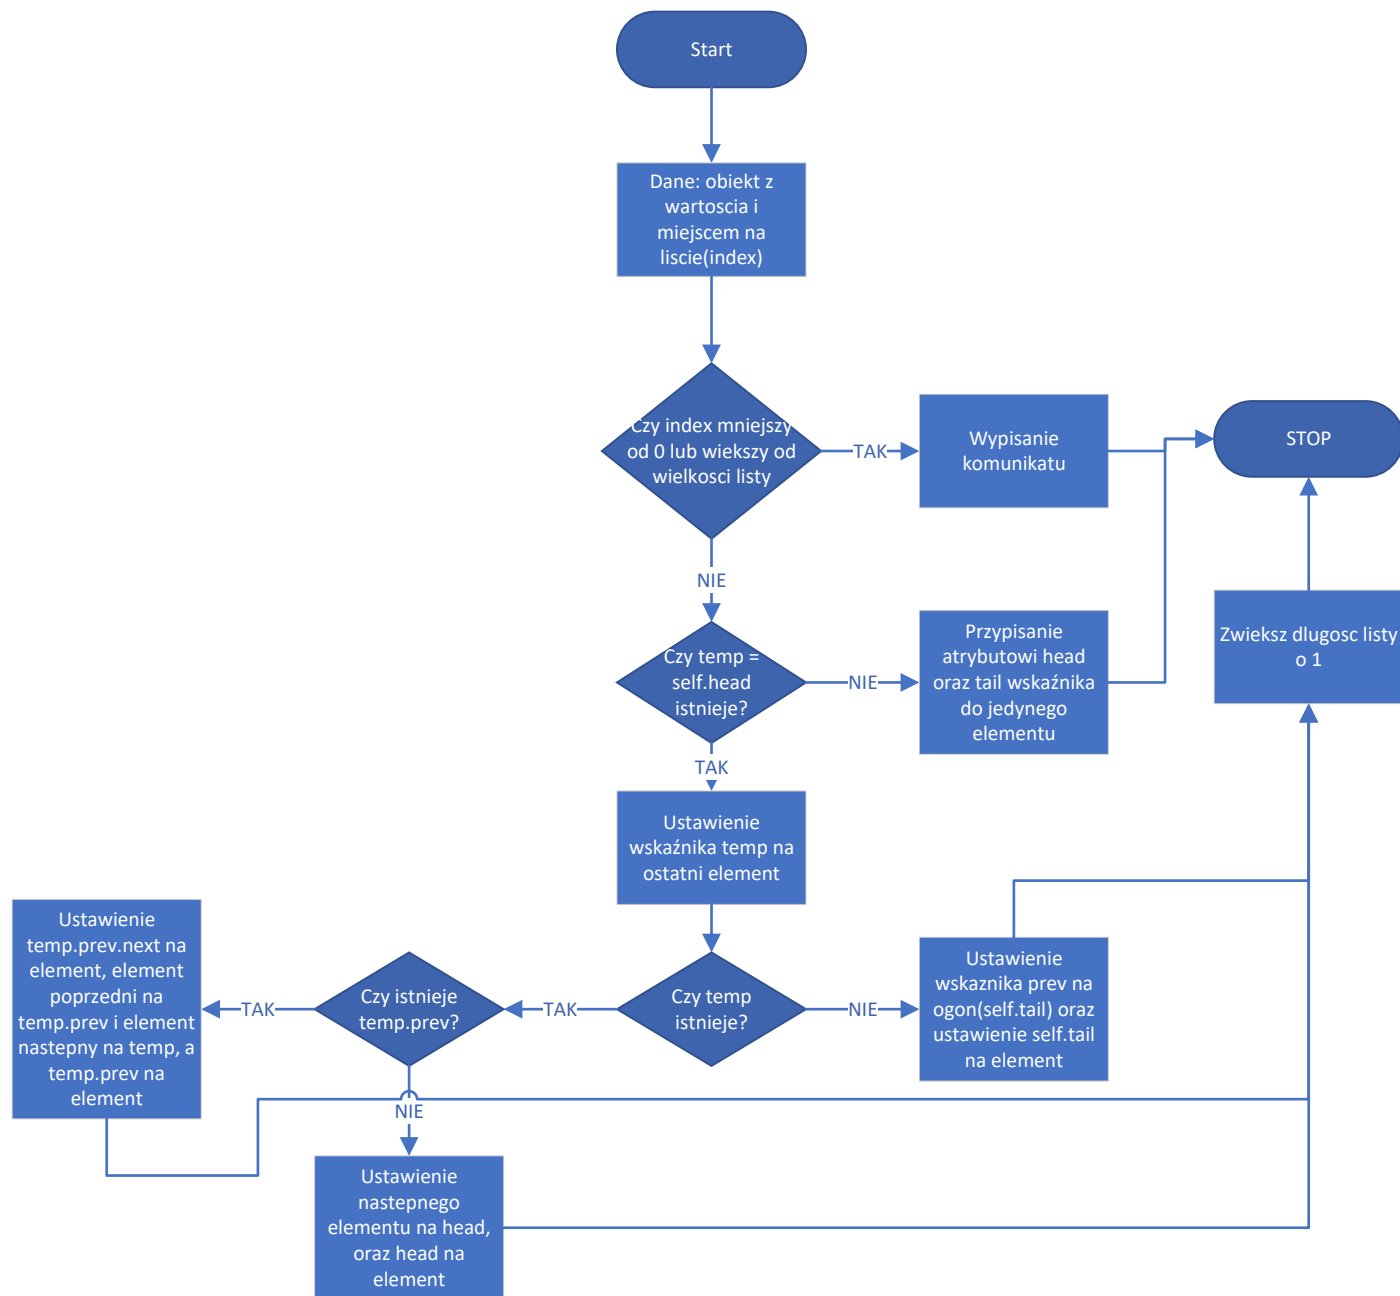 Start
Dane: obiekt z
wartoscia i
miejscem na
liscie(index)
Czy index mniejszy
od 0 lub wiekszy od
wielkosci listy
TAK
Wypisanie
komunikatu
STOP
NIE
Czy temp =
self.head
istnieje?
NIE
Przypisanie
atrybutowi head
oraz tail wskaźnika
do jedynego
elementu
Zwieksz dlugosc listy
o 1
TAK
Ustawienie
wskaźnika temp na
ostatni element
Ustawienie
temp.prev.next na
element, element
poprzedni na
temp.prev i element
nastepny na temp, a
temp.prev na
element
TAK
Czy istnieje
temp.prev?
TAK
Czy temp
istnieje?
NIE
Ustawienie
wskaznika prev na
ogon(self.tail) oraz
ustawienie self.tail
na element
NIE
Ustawienie
nastepnego
elementu na head,
oraz head na
element